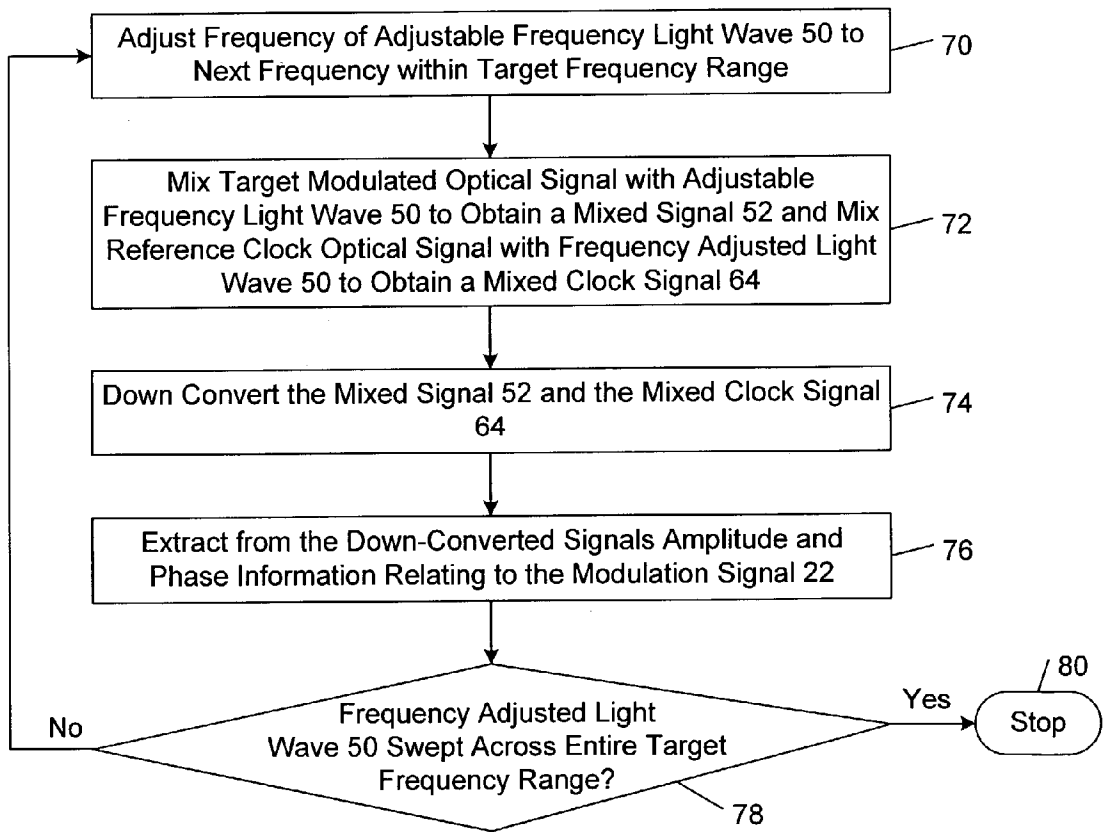 Adjust Frequency of Adjustable Frequency Light Wave 50 to
Next Frequency within Target Frequency Range
70
Mix Target Modulated Optical Signal with Adjustable
Frequency Light Wave 50 to Obtain a Mixed Signal 52 and Mix
Reference Clock Optical Signal with Frequency Adjusted Light
Wave 50 to Obtain a Mixed Clock Signal 64
72
Down Convert the Mixed Signal 52 and the Mixed Clock Signal
64
74
Extract from the Down-Converted Signals Amplitude and
Phase Information Relating to the Modulation Signal 22
76
Frequency Adjusted Light
Wave 50 Swept Across Entire Target
Frequency Range?
78
No
Yes
Stop
80